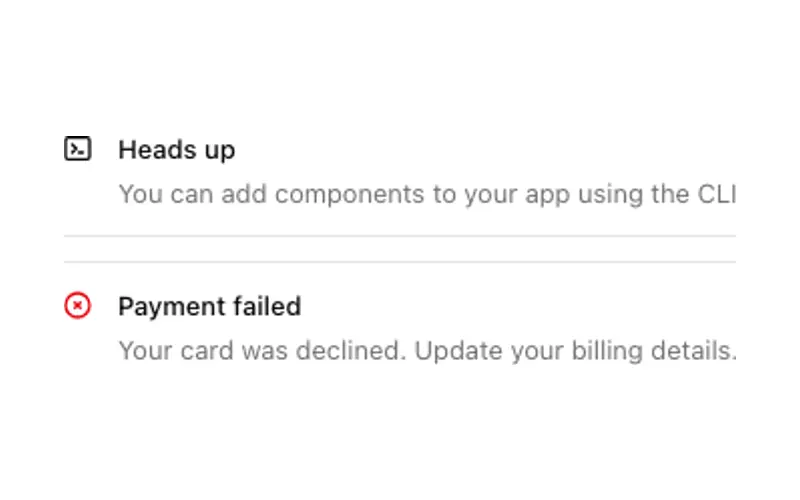 Heads up
You can add components to your app using the CLI
Payment failed
Your card was declined. Update your billing details.